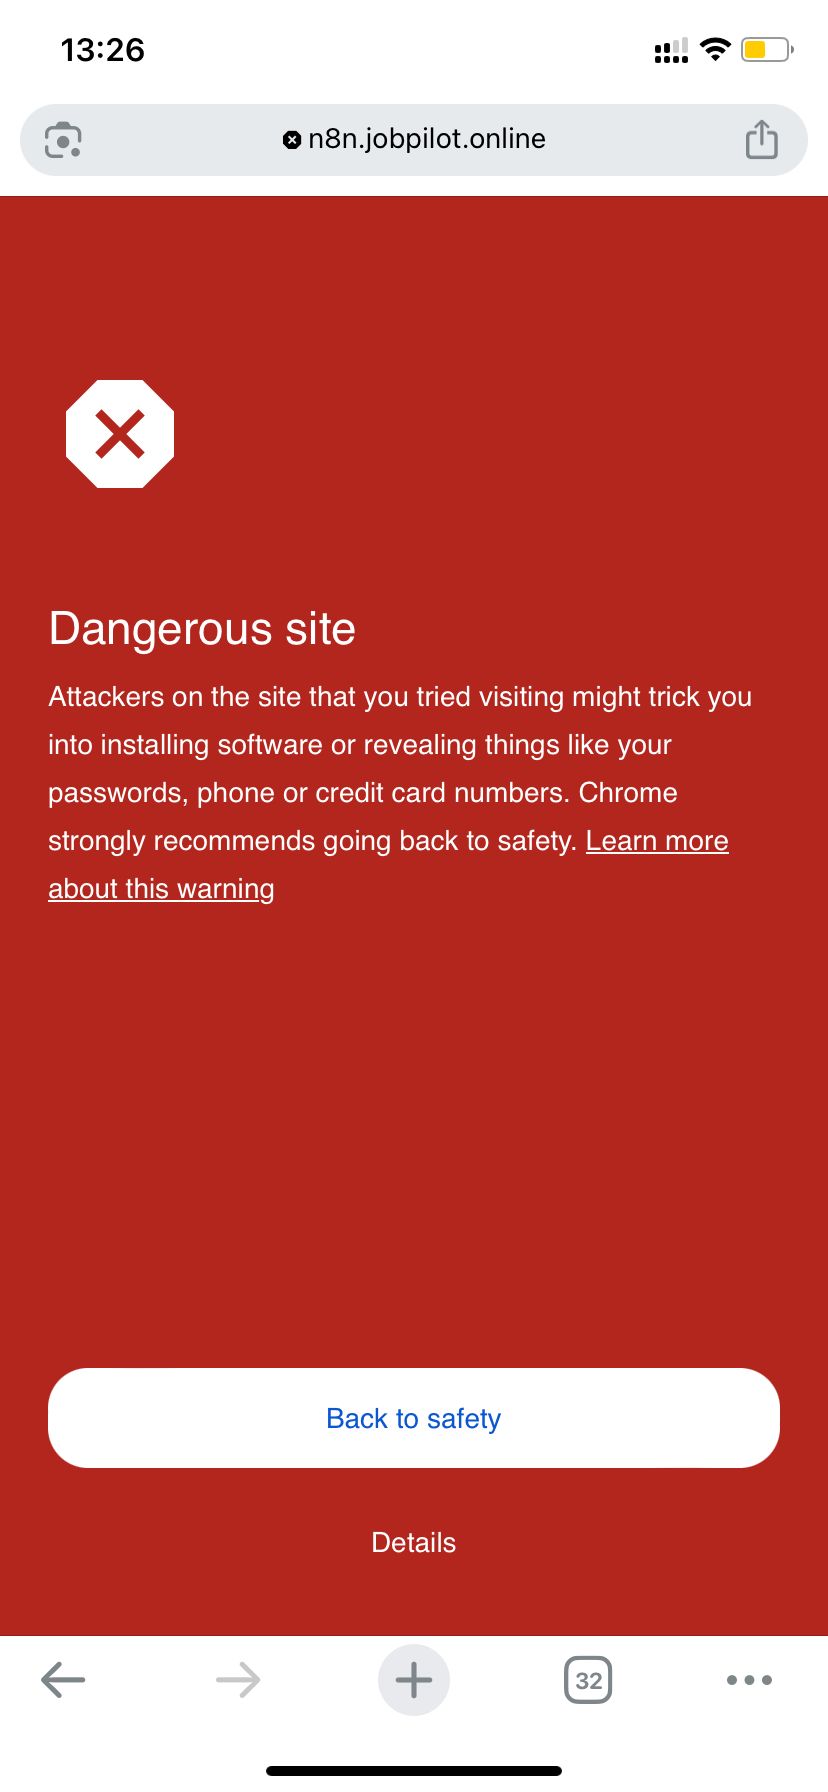 13:26
n8n.jobpilot.online
Dangerous site
Attackers on the site that you tried visiting might trick you
into installing software or revealing things like your
passwords, phone or credit card numbers. Chrome
strongly recommends going back to safety. Learn more
about this warning
Back to safety
Details
32